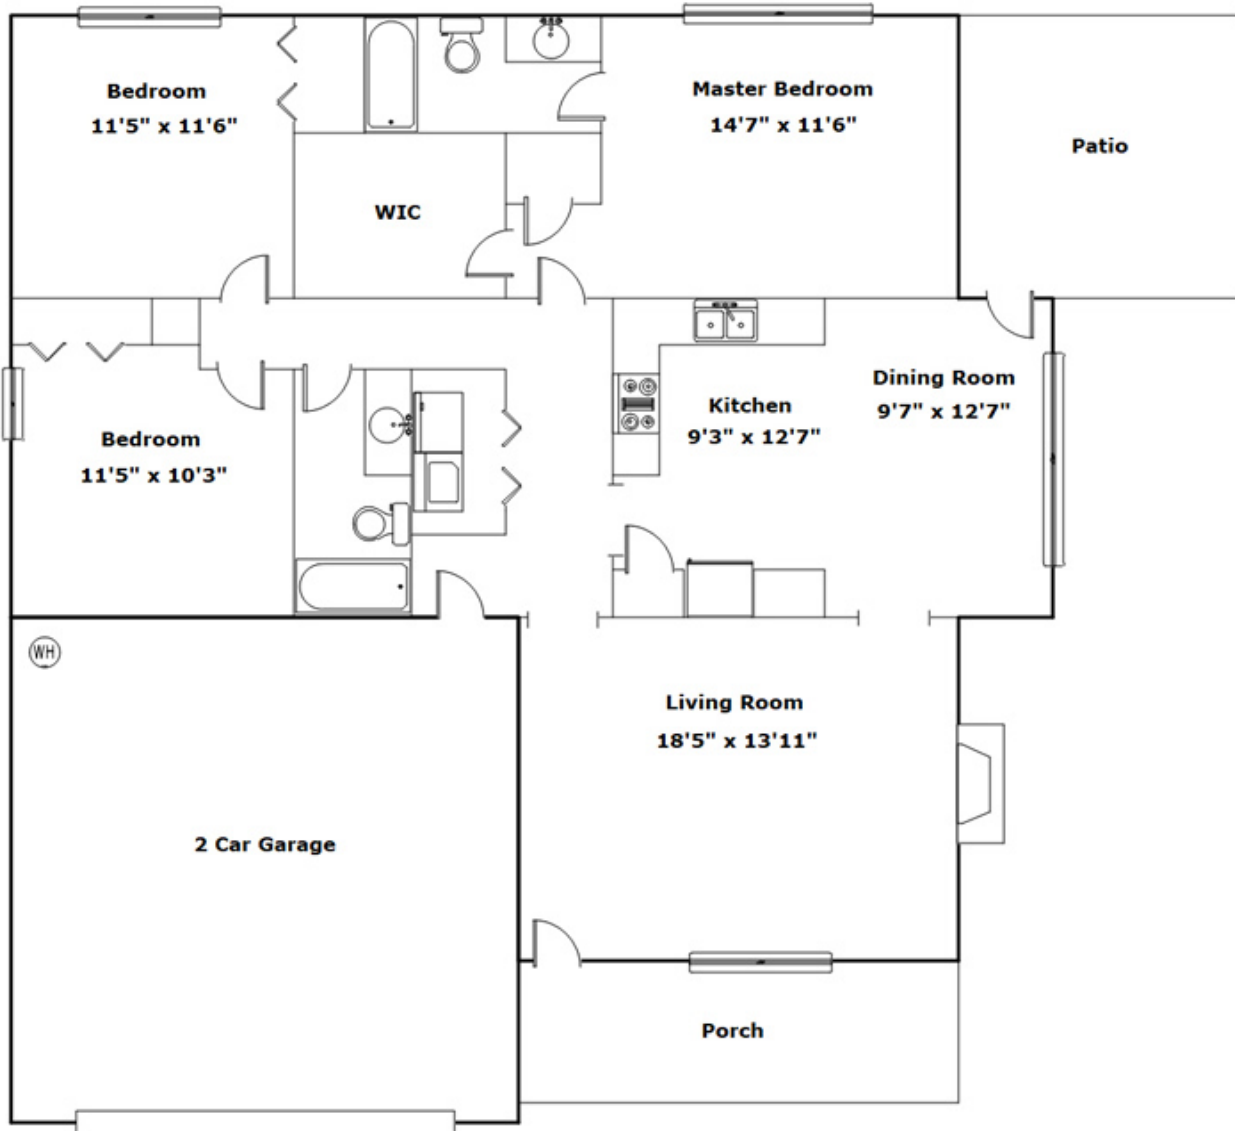 Bedroom
11'5" x 11'6"
Master Bedroom
14'7" x 11'6"
Patio
WIC
Dining Room
9'7" x 12'7"
Kitchen
9'3" x 12'7"
Bedroom
11'5" x 10'3"
WH
Living Room
18'5" x 13'11"
2 Car Garage
Porch